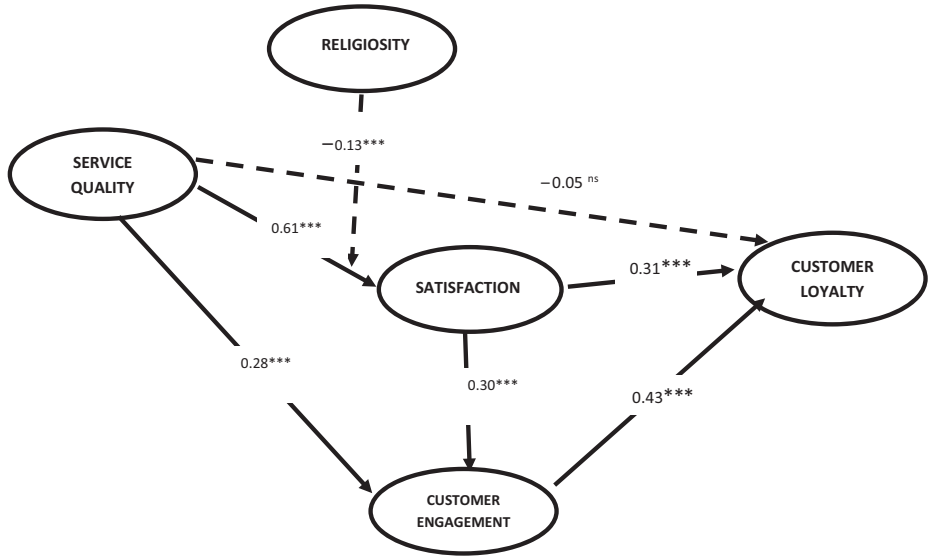 RELIGIOSITY
−0.13***
SERVICE
QUALITY
−0.05 ns
0.61***
CUSTOMER
LOYALTY
0.31***
SATISFACTION
0.28***
0.30***
0.43***
CUSTOMER
ENGAGEMENT